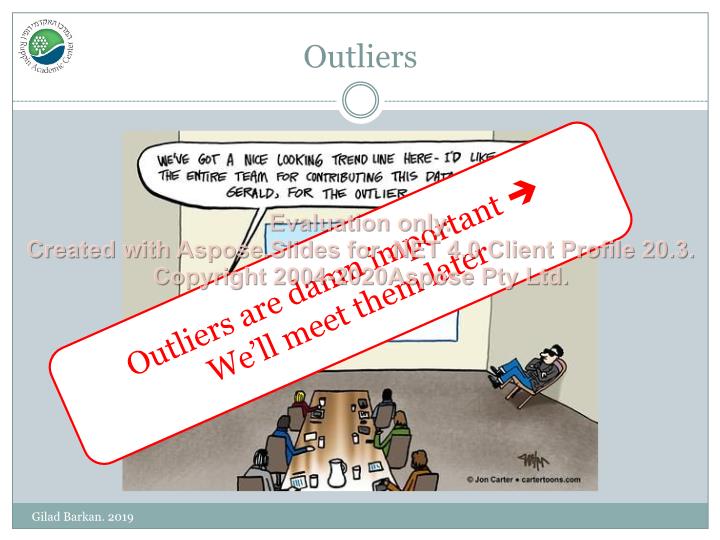 Ruppin Academic Center
Outliers
WE'VE GOT A NICE LOOKING TREND LINE HERE - I'D LIKE
THE ENTIRE TEAM FOR CONTRIBUTING THIS DATA
GERALD, FOR THE OUTLIER
Outliers are damn important ➔
We'll meet them later
Evaluation only.
Created with Aspose.Slides for .NET 4.0 Client Profile 20.3.
Copyright 2004-2020Aspose Pty Ltd.
© Jon Carter ● cartertoons.com
Gilad Barkan. 2019